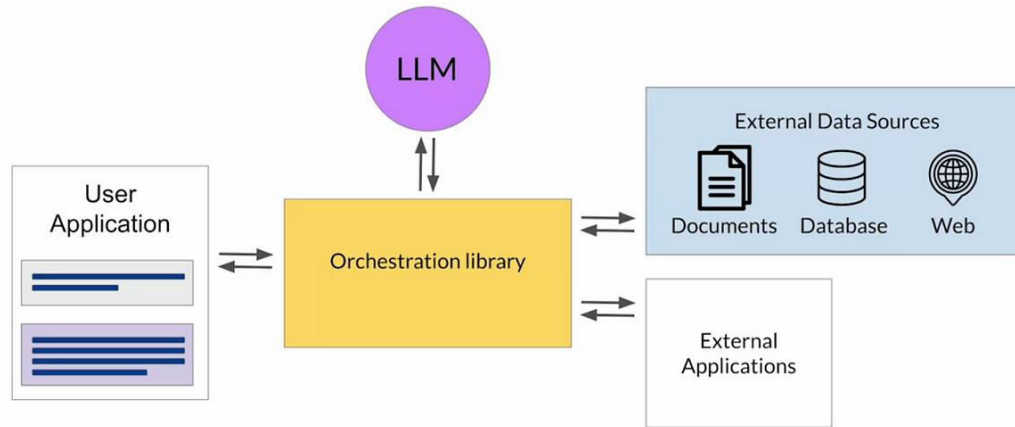 LLM
User
Application
Orchestration library
External Data Sources
Documents
Database
Web
External
Applications